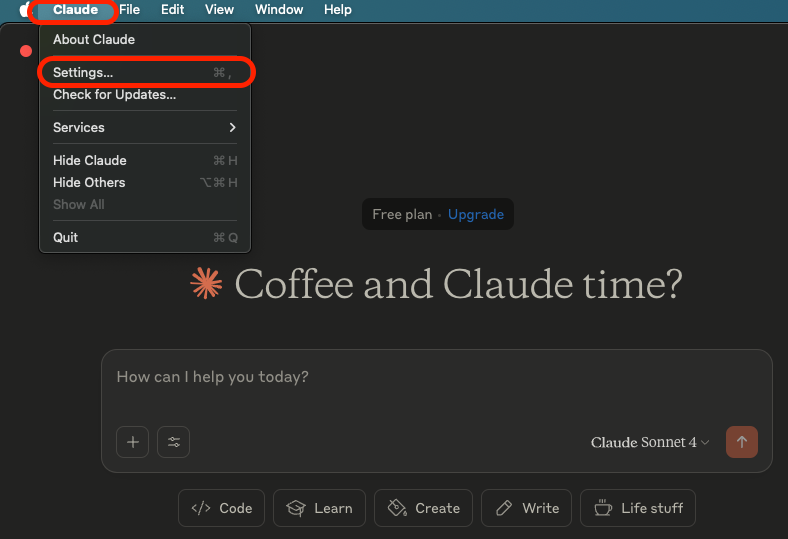 Claude File Edit View Window Help
About Claude
Settings... ⌘ ,
Check for Updates...
Services
Hide Claude ⌘ H
Hide Others ⌥⌘ H
Show All
Quit ⌘ Q
Free plan • Upgrade
Coffee and Claude time?
How can I help you today?
Claude Sonnet 4
</> Code Learn Create Write Life stuff